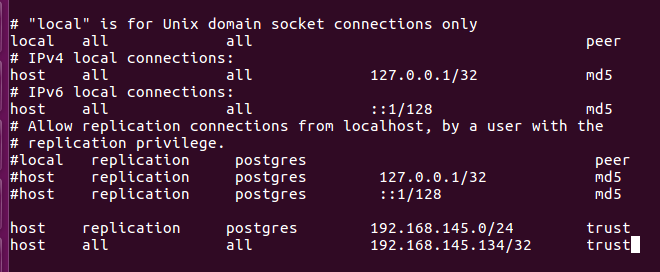 # "local" is for Unix domain socket connections only
local   all             all                                     peer
# IPv4 local connections:
host    all             all             127.0.0.1/32            md5
# IPv6 local connections:
host    all             all             ::1/128                 md5
# Allow replication connections from localhost, by a user with the
# replication privilege.
#local   replication     postgres                                peer
#host    replication     postgres        127.0.0.1/32            md5
#host    replication     postgres        ::1/128                 md5
host    replication     postgres        192.168.145.0/24        trust
host    all             all             192.168.145.134/32      trust